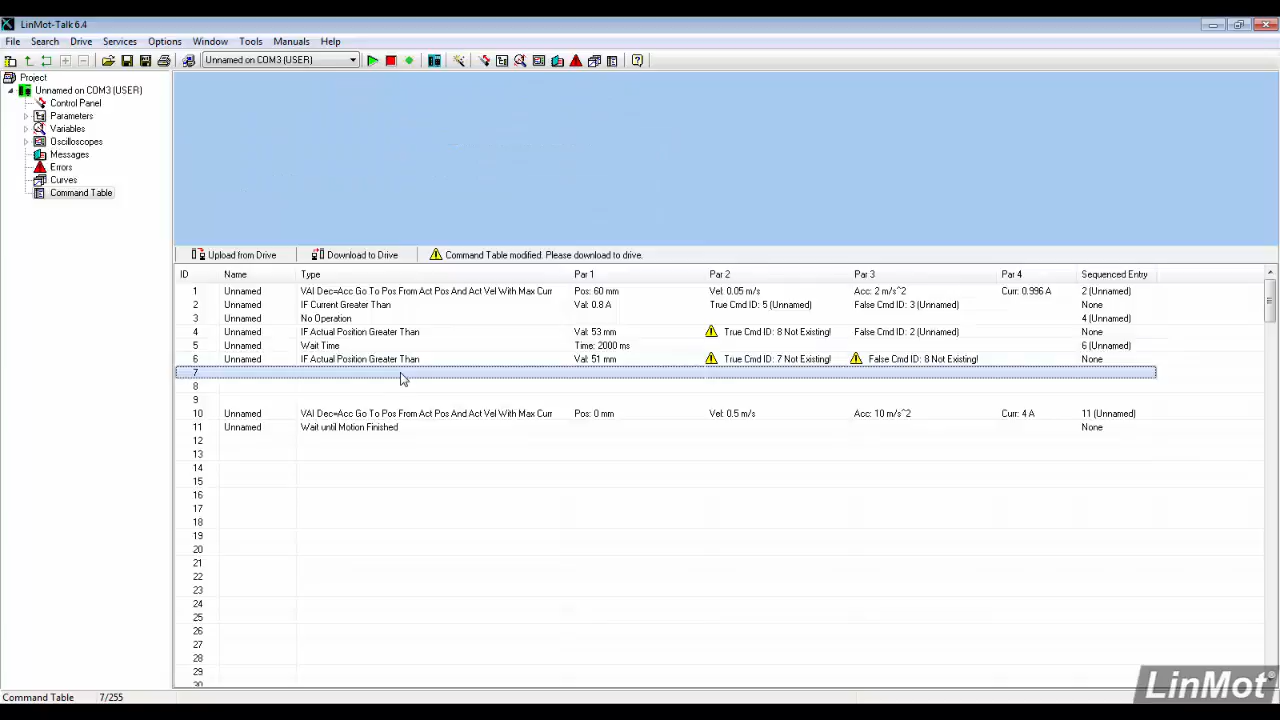 LinMot-Talk 6.4
File Search Drive Services Options Window Tools Manuals Help
Unnamed on COM3 (USER)
Project
Unnamed on COM3 (USER)
Control Panel
Parameters
Variables
Oscilloscopes
Messages
Errors
Curves
Command Table
Upload from Drive Download to Drive Command Table modified. Please download to drive.
ID Name Type Par 1 Par 2 Par 3 Par 4 Sequenced Entry
1 Unnamed VAI Dec=Acc Go To Pos From Act Pos And Act Vel With Max Curr Pos: 60 mm Vel: 0.05 m/s Acc: 2 m/s^2 Curr: 0.996 A 2 (Unnamed)
2 Unnamed IF Current Greater Than Val: 0.8 A True Cmd ID: 5 (Unnamed) False Cmd ID: 3 (Unnamed) None
3 Unnamed No Operation 4 (Unnamed)
4 Unnamed IF Actual Position Greater Than Val: 53 mm True Cmd ID: 8 Not Existing! False Cmd ID: 2 (Unnamed) None
5 Unnamed Wait Time Time: 2000 ms 6 (Unnamed)
6 Unnamed IF Actual Position Greater Than Val: 51 mm True Cmd ID: 7 Not Existing! False Cmd ID: 8 Not Existing! None
7
8
9
10 Unnamed VAI Dec=Acc Go To Pos From Act Pos And Act Vel With Max Curr Pos: 0 mm Vel: 0.5 m/s Acc: 10 m/s^2 Curr: 4 A 11 (Unnamed)
11 Unnamed Wait until Motion Finished None
12
13
14
15
16
17
18
19
20
21
22
23
24
25
26
27
28
29
30
Command Table 7/255
LinMot®